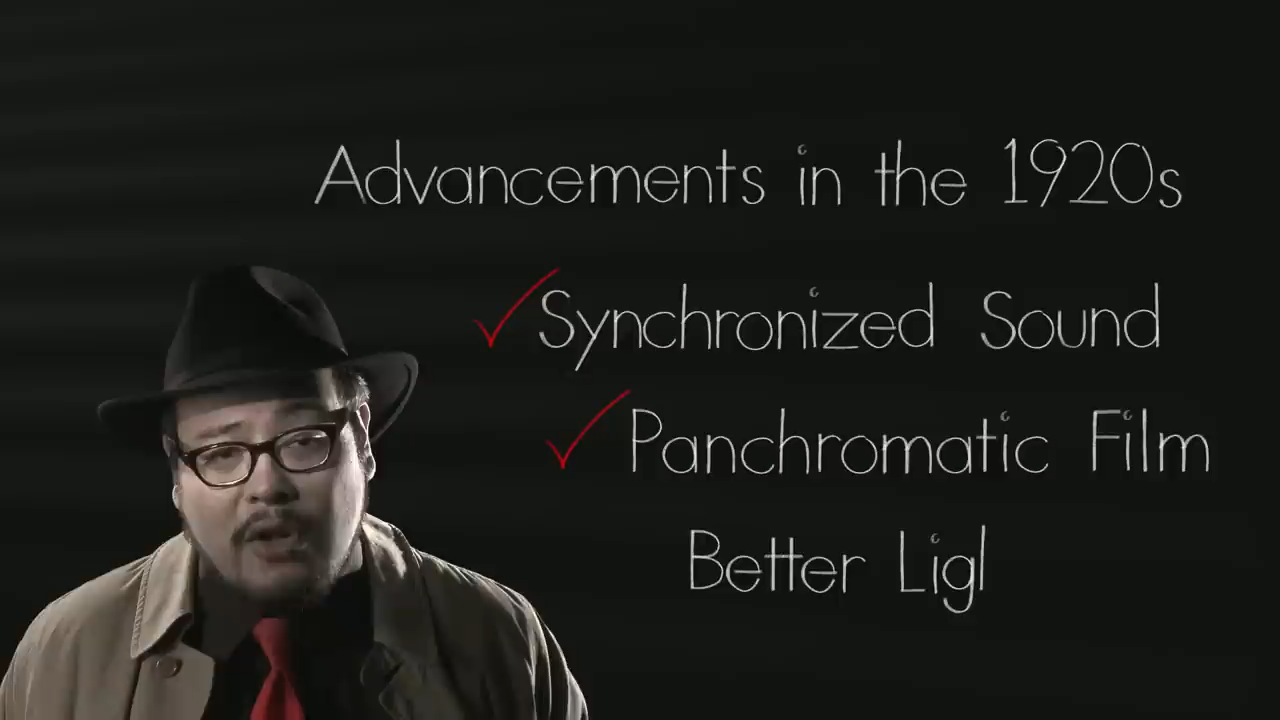 Advancements in the 1920s
Synchronized Sound
Panchromatic Film
Better Ligl